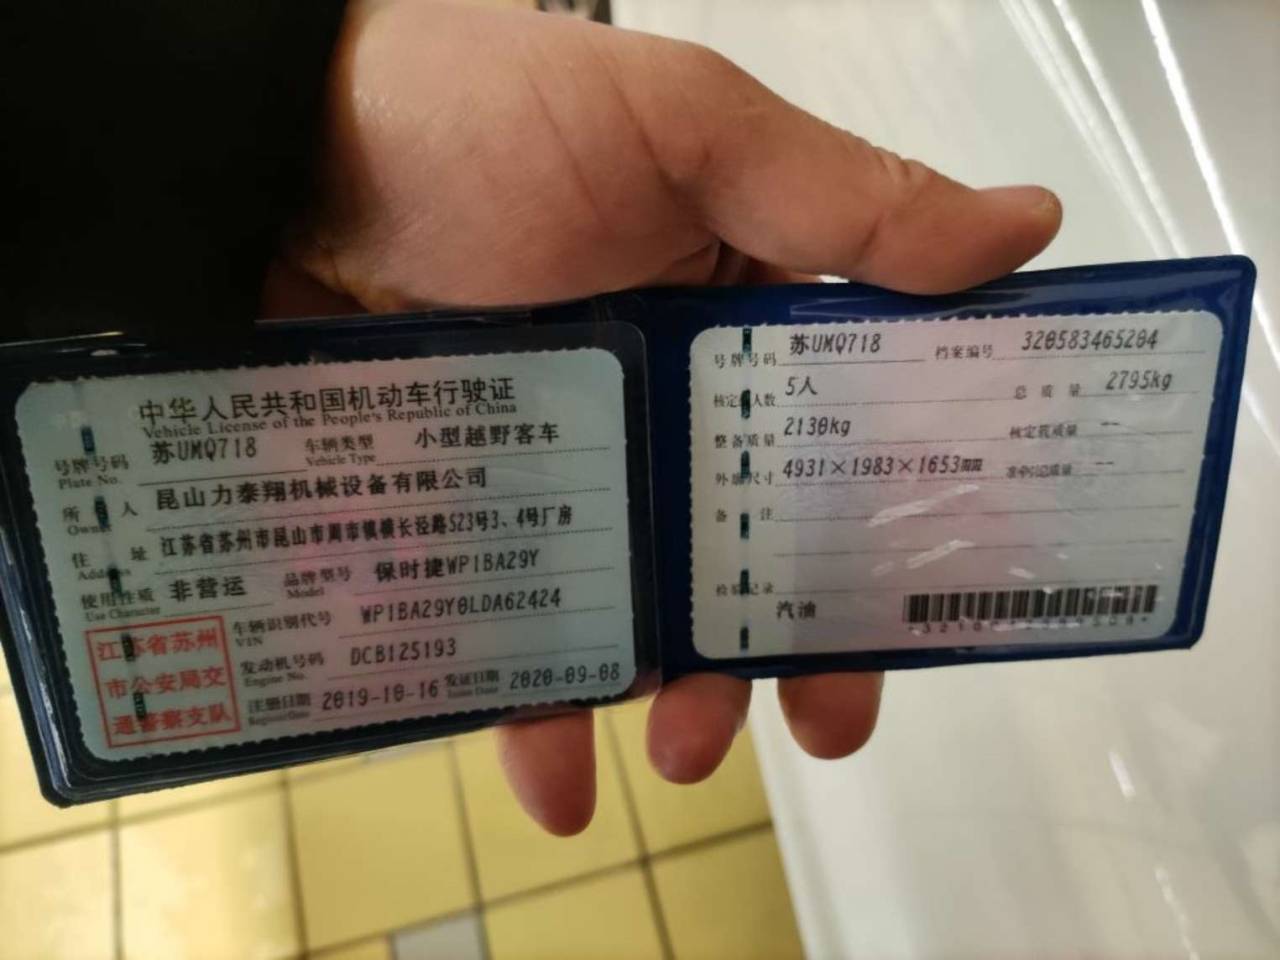 中华人民共和国机动车行驶证
Vehicle License of the People's Republic of China
号牌号码 苏UMQ718 车辆类型 小型越野客车
Plate No. Vehicle Type
所有人 昆山力泰翔机械设备有限公司
Owner
住址 江苏省苏州市昆山市周市镇横长泾路523号3、4号厂房
Address
使用性质 非营运 品牌型号 保时捷WP1BA29Y
Use Character Model
江苏省苏州
市公安局交
通警察支队
车辆识别代号 WP1BA29Y0LDA62424
VIN
发动机号码 DCB125193
Engine No.
注册日期 2019-10-16 发证日期 2020-09-08
Register Date Issue Date
号牌号码 苏UMQ718 档案编号 320583465204
核定载人数 5人 总质量 2795kg
整备质量 2130kg 核定载质量 --
外廓尺寸 4931×1983×1653mm 准牵引总质量 --
备注
检验记录
汽油